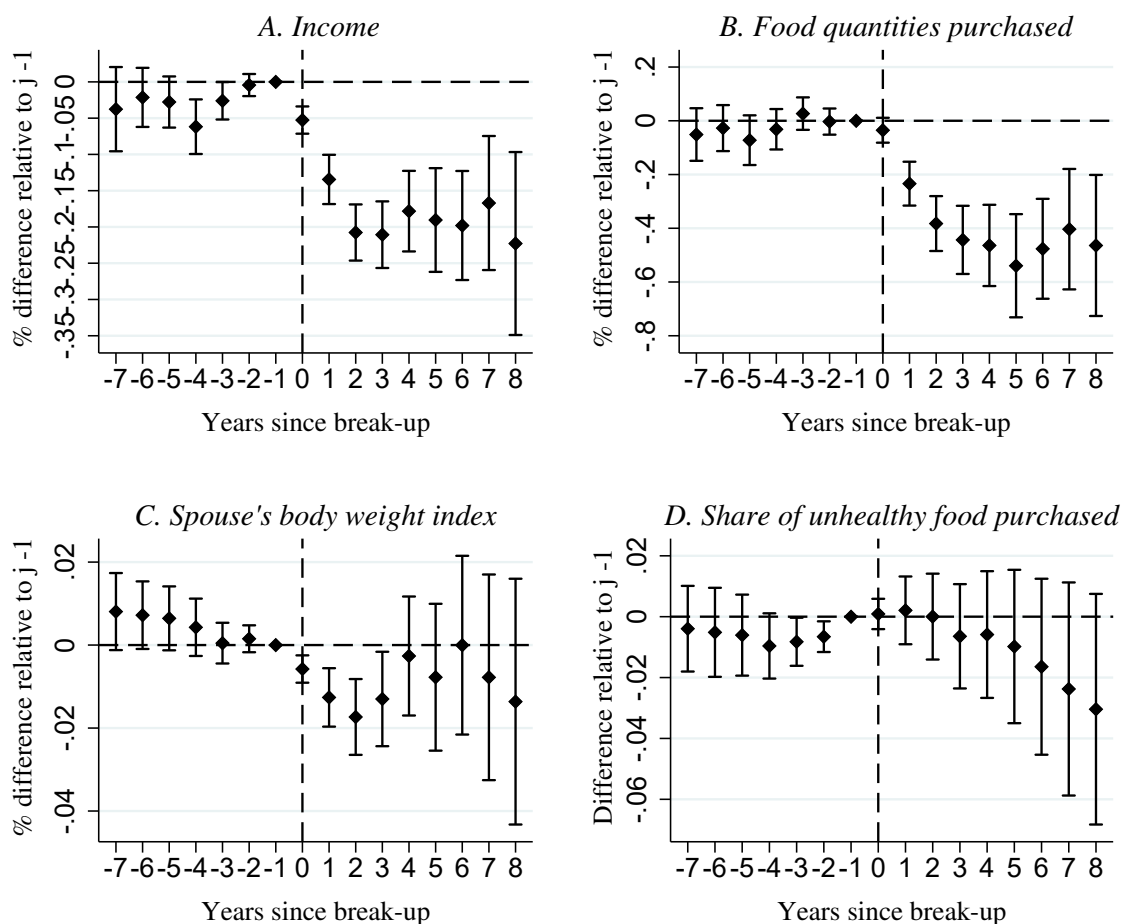 A. Income
% difference relative to j -1
0
-.05
-.1
-.15
-.2
-.25
-.3
-.35
-7 -6 -5 -4 -3 -2 -1 0 1 2 3 4 5 6 7 8
Years since break-up
B. Food quantities purchased
% difference relative to j -1
.2
0
-.2
-.4
-.6
-.8
-7 -6 -5 -4 -3 -2 -1 0 1 2 3 4 5 6 7 8
Years since break-up
C. Spouse's body weight index
% difference relative to j -1
.02
0
-.02
-.04
-7 -6 -5 -4 -3 -2 -1 0 1 2 3 4 5 6 7 8
Years since break-up
D. Share of unhealthy food purchased
Difference relative to j -1
.02
0
-.02
-.04
-.06
-7 -6 -5 -4 -3 -2 -1 0 1 2 3 4 5 6 7 8
Years since break-up